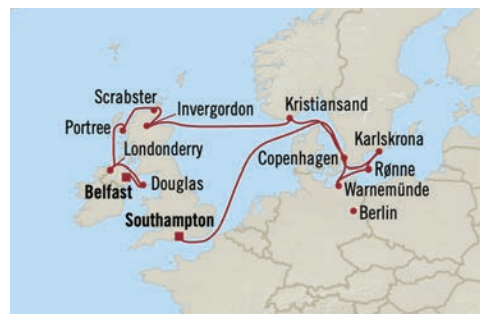 Scrabster
Invergordon
Kristiansand
Portree
Karlskrona
Londonderry
Copenhagen
Rønne
Belfast
Douglas
Warnemünde
Southampton
Berlin